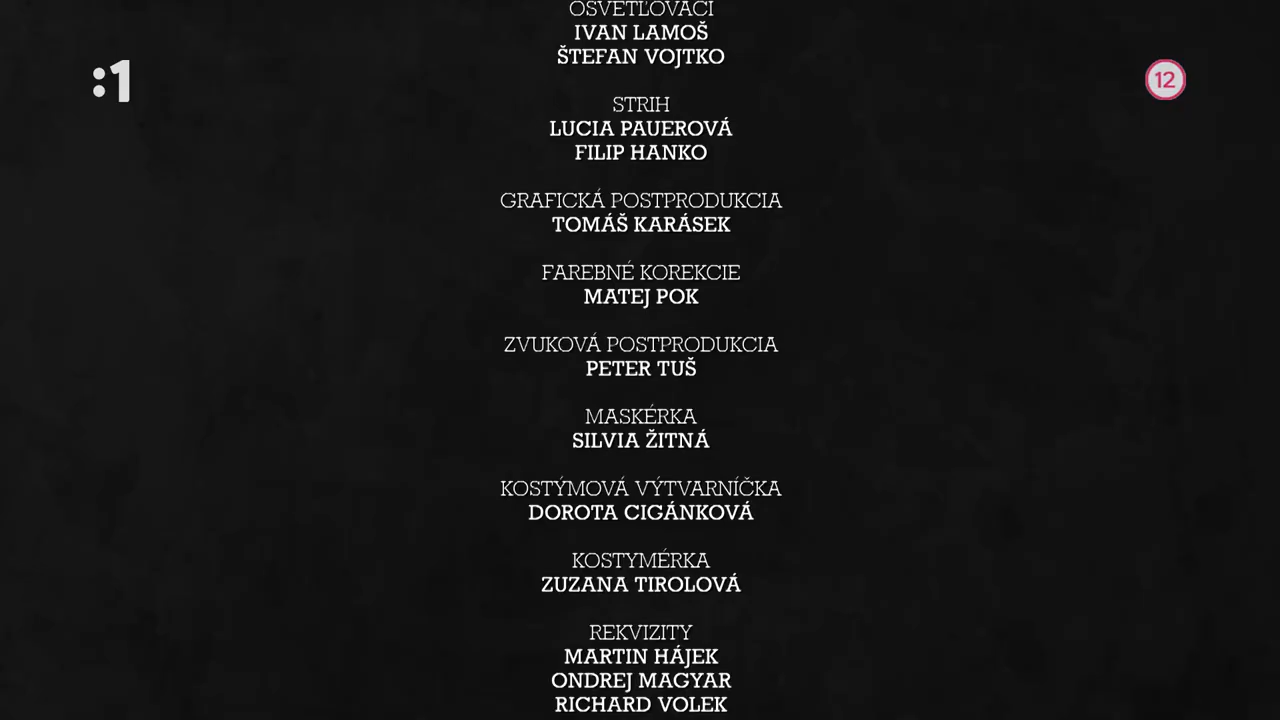 OSVETĽOVAČI
IVAN LAMOŠ
ŠTEFAN VOJTKO
:1
12
STRIH
LUCIA PAUEROVÁ
FILIP HANKO
GRAFICKÁ POSTPRODUKCIA
TOMÁŠ KARÁSEK
FAREBNÉ KOREKCIE
MATEJ POK
ZVUKOVÁ POSTPRODUKCIA
PETER TUŠ
MASKÉRKA
SILVIA ŽITNÁ
KOSTÝMOVÁ VÝTVARNÍČKA
DOROTA CIGÁNKOVÁ
KOSTYMÉRKA
ZUZANA TIROLOVÁ
REKVIZITY
MARTIN HÁJEK
ONDREJ MAGYAR
RICHARD VOLEK